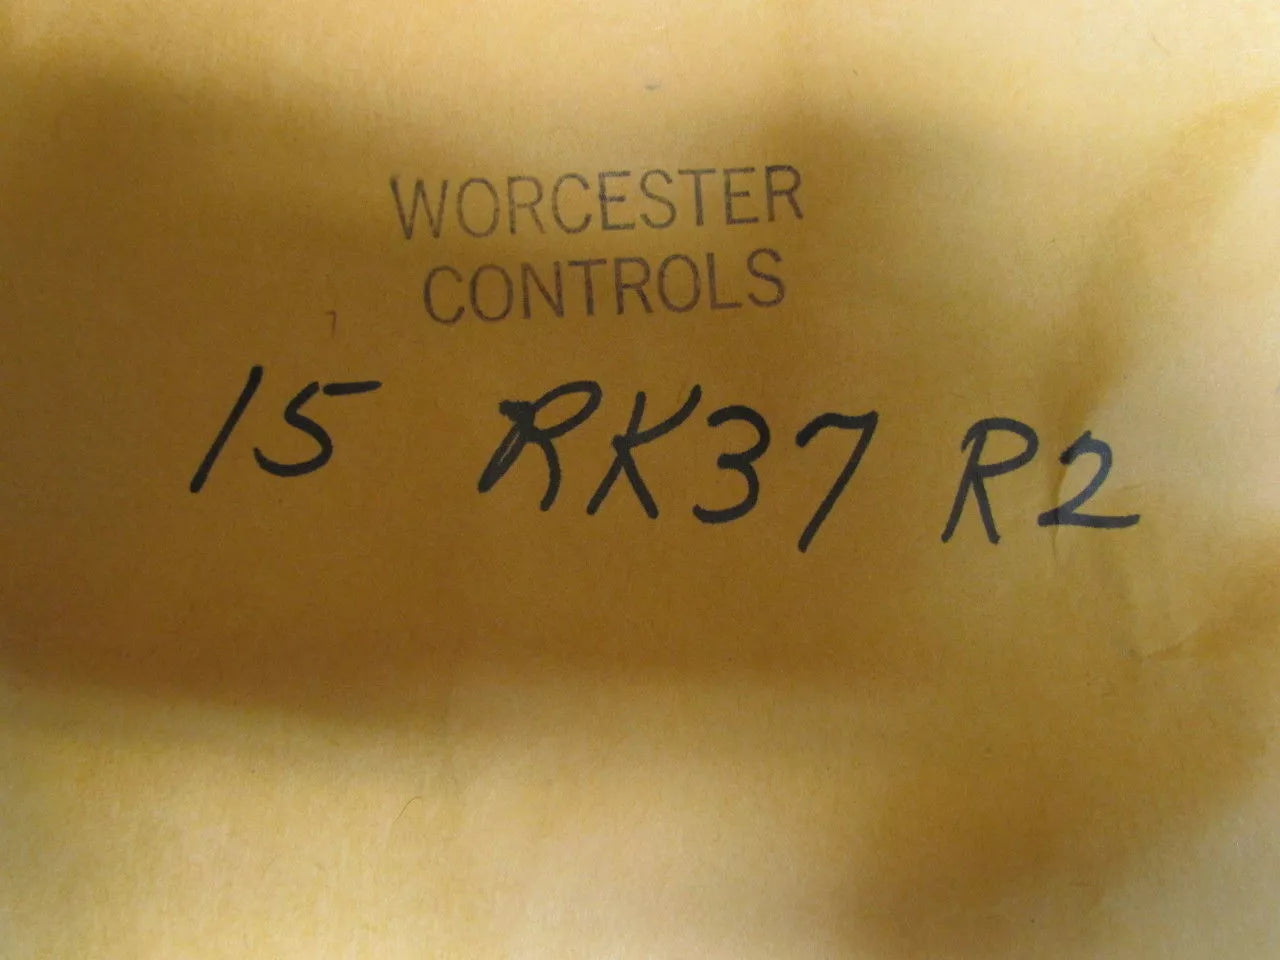 WORCESTER
CONTROLS
15 RK37 R2